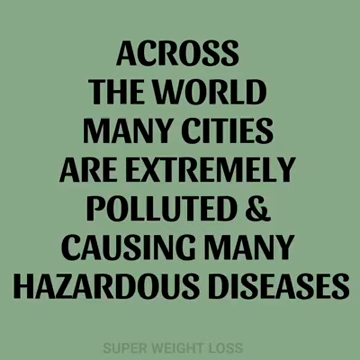 ACROSS
THE WORLD
MANY CITIES
ARE EXTREMELY
POLLUTED &
CAUSING MANY
HAZARDOUS DISEASES
SUPER WEIGHT LOSS